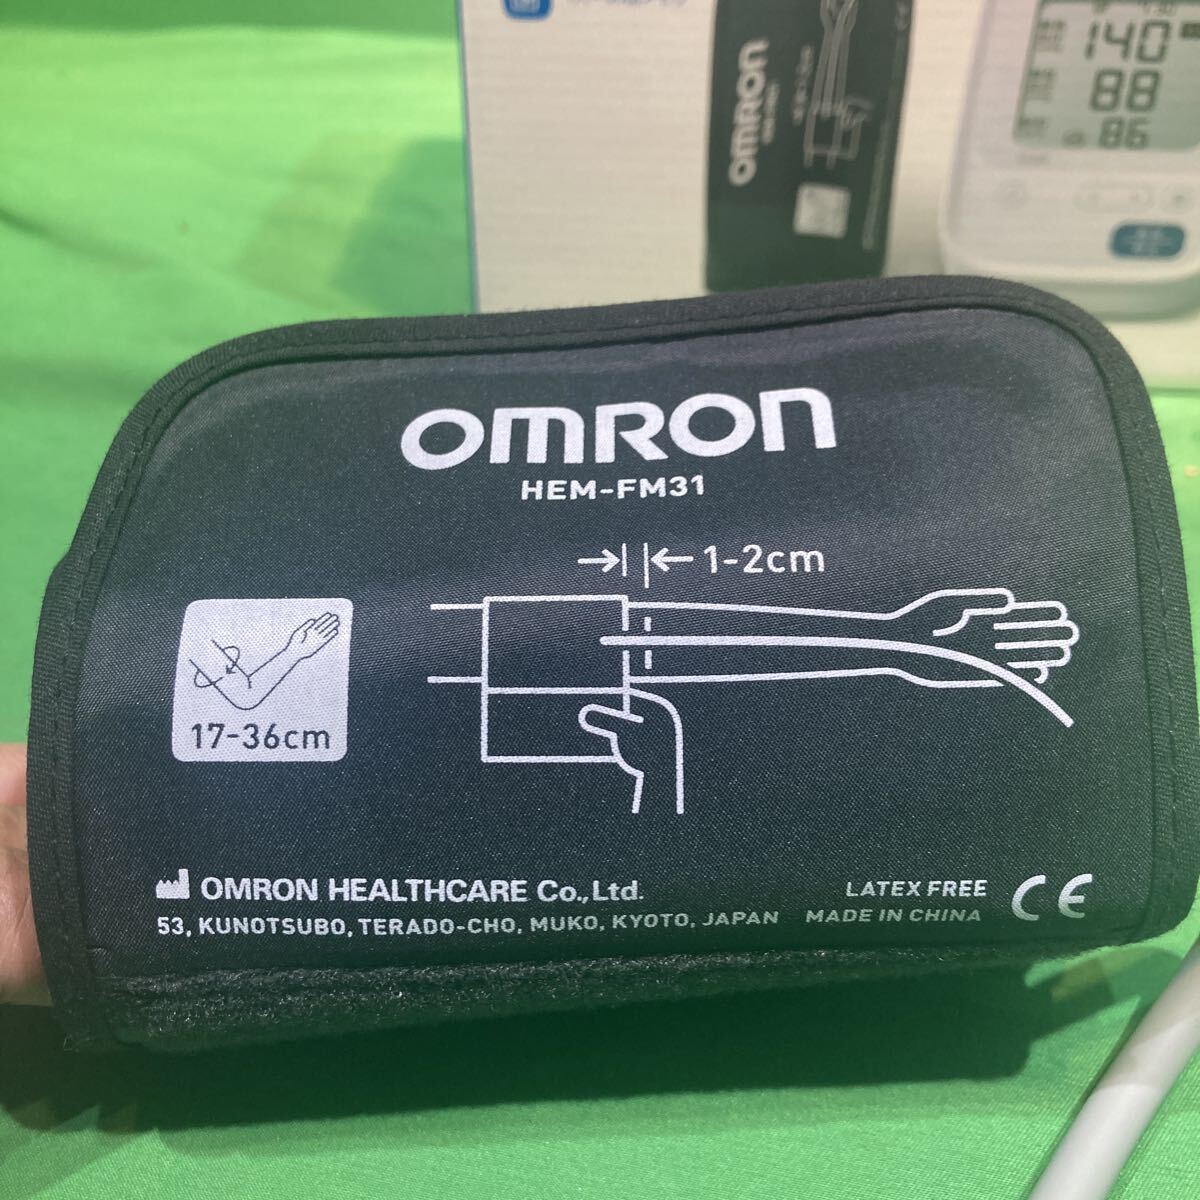 OMRON
140
88
86
OMRON
HEM-FM31
1-2cm
17-36cm
OMRON HEALTHCARE Co.,Ltd.
53, KUNOTSUBO, TERADO-CHO, MUKO, KYOTO, JAPAN
LATEX FREE
MADE IN CHINA
CE